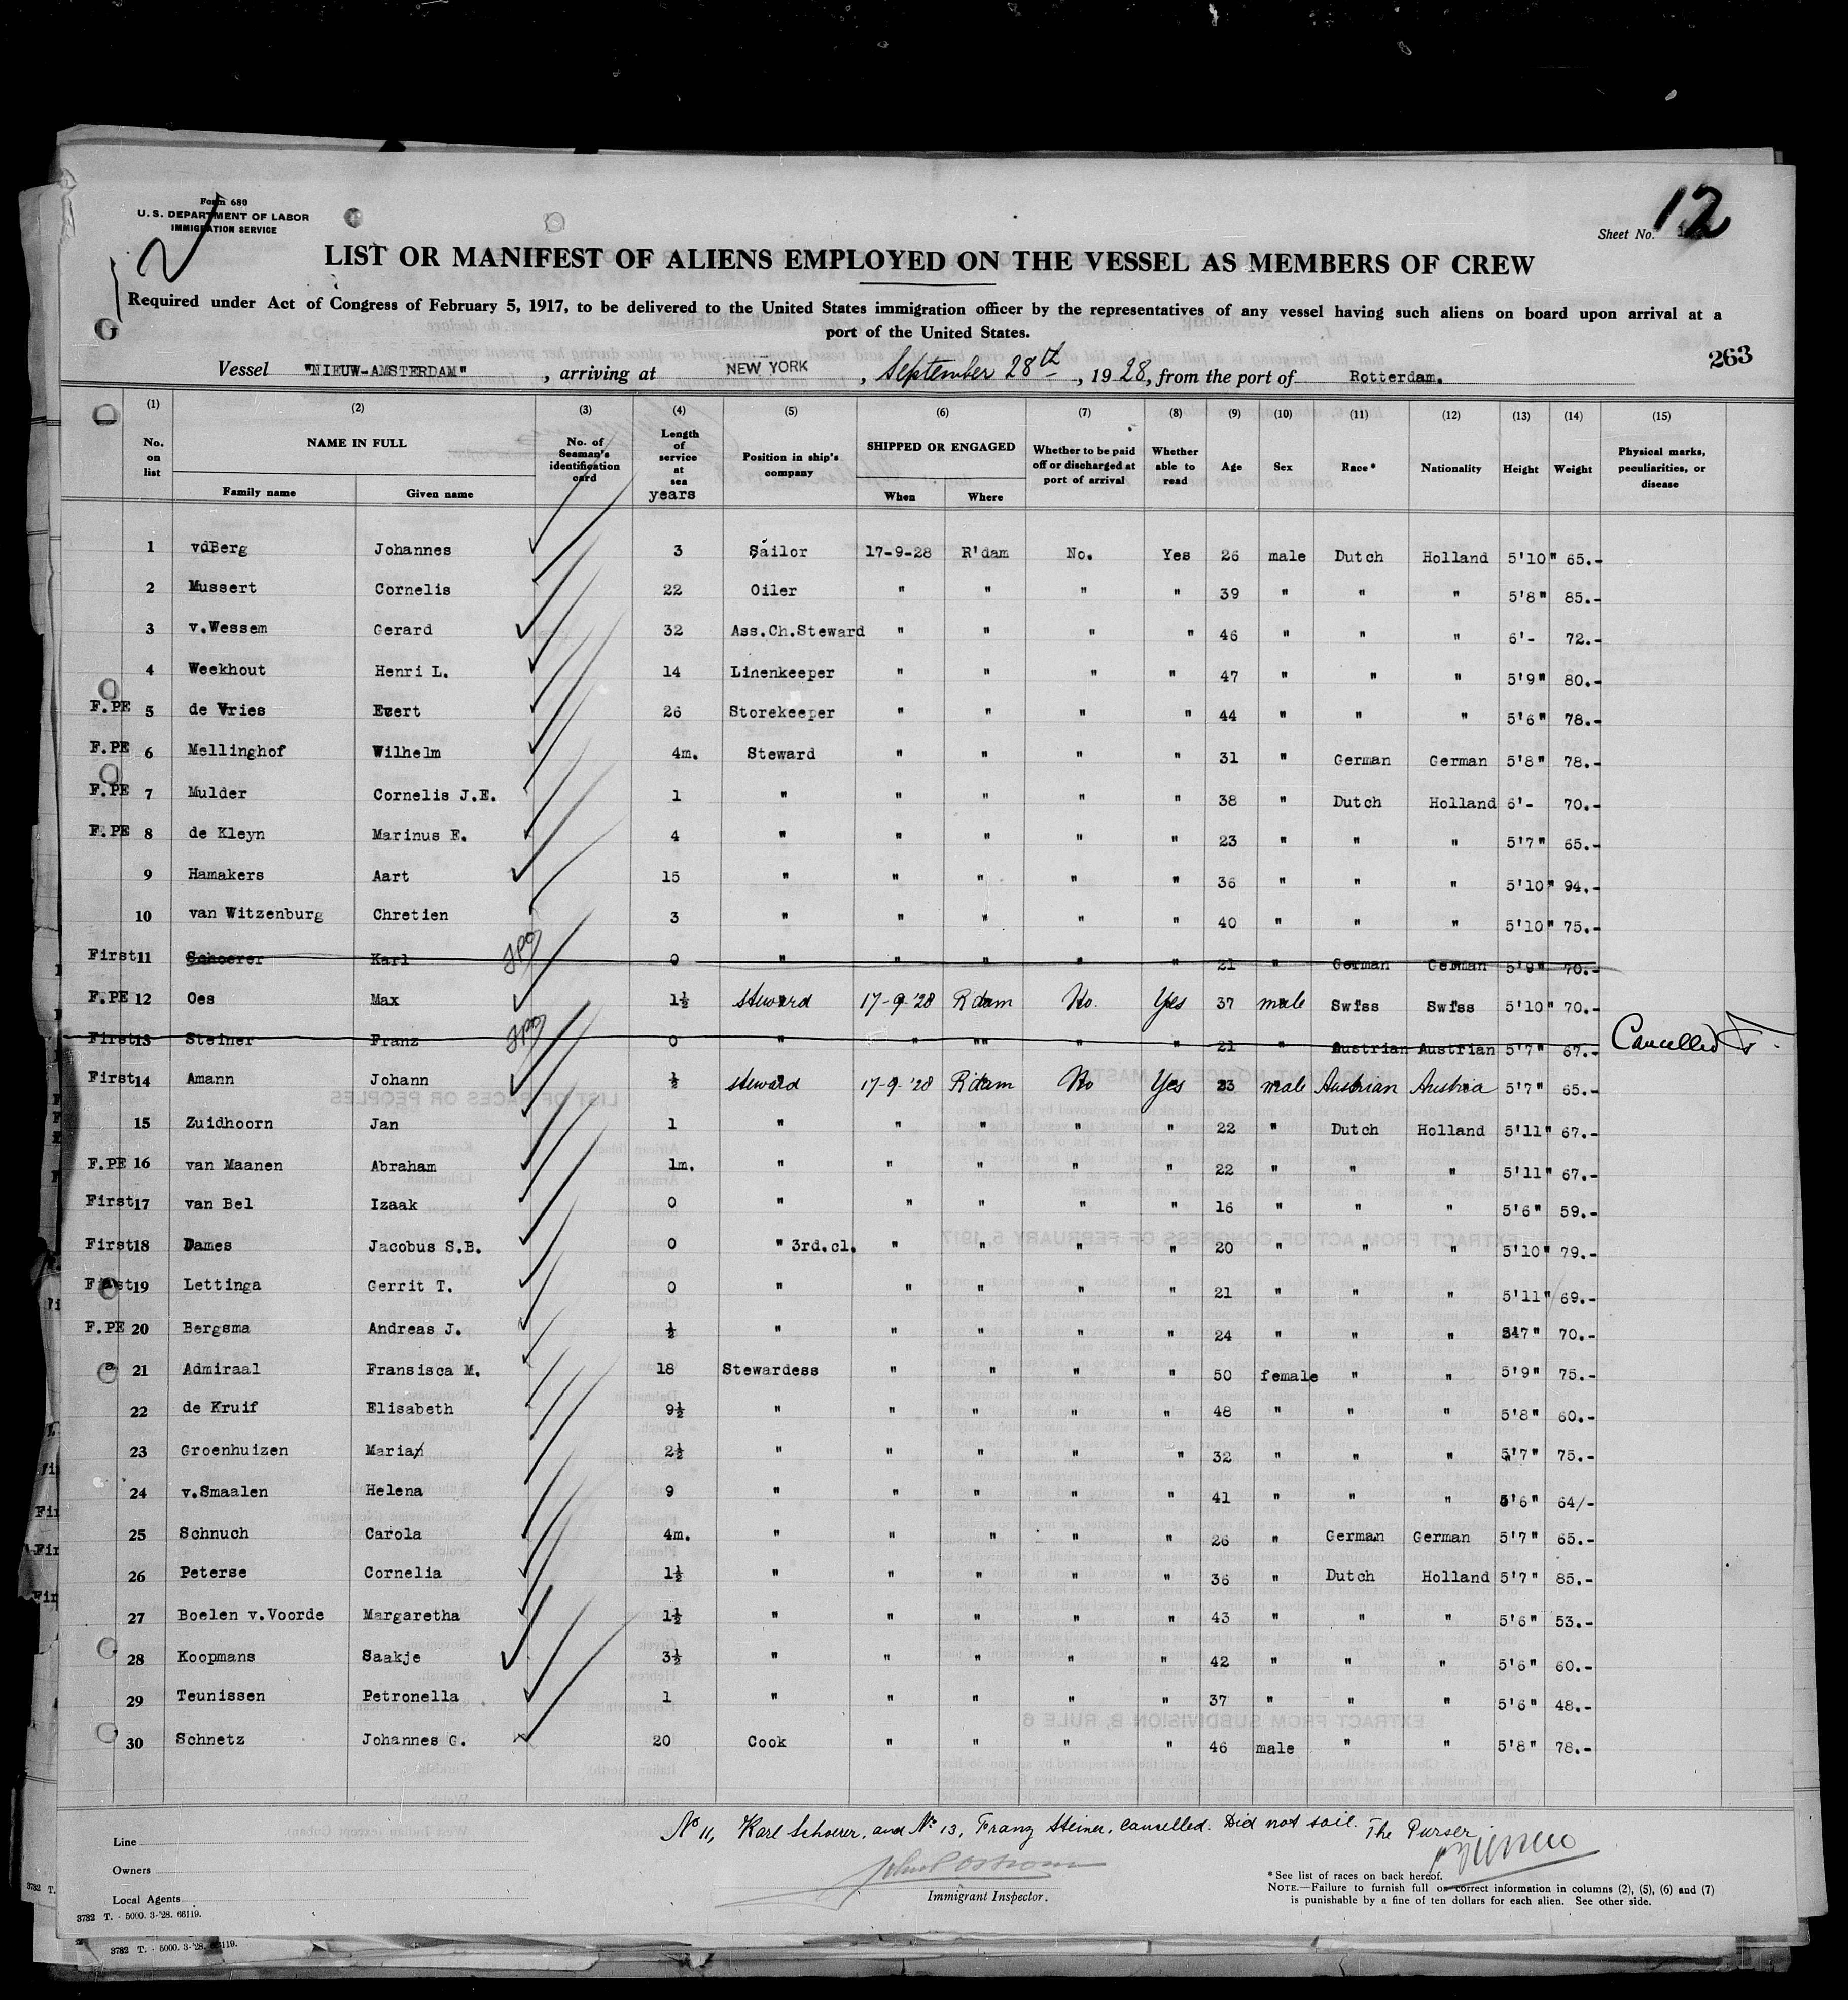 Form 680
U. S. DEPARTMENT OF LABOR
IMMIGRATION SERVICE
12
Sheet No.
LIST OR MANIFEST OF ALIENS EMPLOYED ON THE VESSEL AS MEMBERS OF CREW
Required under Act of Congress of February 5, 1917, to be delivered to the United States immigration officer by the representatives of any vessel having such aliens on board upon arrival at a
port of the United States.
263
Vessel "NIEUW-AMSTERDAM" , arriving at NEW YORK , September 28th , 1928, from the port of Rotterdam.
(1) (2) (3) (4) (5) (6) (7) (8) (9) (10) (11) (12) (13) (14) (15)
No. on list NAME IN FULL Family name Given name No. of Seaman's identification card Length of service at sea years Position in ship's company SHIPPED OR ENGAGED When Where Whether to be paid off or discharged at port of arrival Whether able to read Age Sex Race* Nationality Height Weight Physical marks, peculiarities, or disease
1 vdBerg Johannes 3 Sailor 17-9-28 R'dam No. Yes 26 male Dutch Holland 5'10" 65.-
2 Mussert Cornelis 22 Oiler " " " " 39 " " " 5'8" 85.-
3 v.Wessem Gerard 32 Ass.Ch.Steward " " " " 46 " " " 6'- 72.-
4 Weekhout Henri L. 14 Linenkeeper " " " " 47 " " " 5'9" 80.-
F.PE 5 de Vries Evert 26 Storekeeper " " " " 44 " " " 5'6" 78.-
F.PE 6 Mellinghof Wilhelm 4m. Steward " " " " 31 " German German 5'8" 78.-
F.PE 7 Mulder Cornelis J.E. 1 " " " " " 38 " Dutch Holland 6'- 70.-
F.PE 8 de Kleyn Marinus E. 4 " " " " " 23 " " " 5'7" 65.-
9 Hamakers Aart 15 " " " " " 36 " " " 5'10" 94.-
10 van Witzenburg Chretien 3 " " " " " 40 " " " 5'10" 75.-
First 11 Schoerer Karl 0 " " " " " 21 " German German 5'9" 70.-
F.PE 12 Oes Max 1½ steward 17-9-'28 R'dam No. Yes 37 male Swiss Swiss 5'10" 70.-
First 13 Steiner Franz 0 " " "" " " 21 " Austrian Austrian 5'7" 67.- Cancelled
First 14 Amann Johann ½ steward 17-9-'28 R'dam No Yes 23 male Austrian Austria 5'7" 65.-
15 Zuidhoorn Jan 1 " " " " " 22 " Dutch Holland 5'11" 67.-
F.PE 16 van Maanen Abraham 1m. " " " " " 22 " " " 5'11" 67.-
First 17 van Bel Izaak 0 " " " " " 16 " " " 5'6" 59.-
First 18 Dames Jacobus S.B. 0 " 3rd.cl. " " " " 20 " " " 5'10" 79.-
First 19 Lettinga Gerrit T. 0 " " " " " 21 " " " 5'11" 69.-
F.PE 20 Bergsma Andreas J. ½ " " " " " 24 " " " 5'7" 70.-
21 Admiraal Fransisca M. 18 Stewardess " " " " 50 female " " 5'9" 75.-
22 de Kruif Elisabeth 9½ " " " " " 48 " " " 5'8" 60.-
23 Groenhuizen Maria 2½ " " " " " 32 " " " 5'7" 75.-
24 v.Smaalen Helena 9 " " " " " 41 " " " 5'6" 64/-
25 Schnuch Carola 4m. " " " " " 26 " German German 5'7" 65.-
26 Peterse Cornelia 1½ " " " " " 36 " Dutch Holland 5'7" 85.-
27 Boelen v.Voorde Margaretha 1½ " " " " " 43 " " " 5'6" 53.-
28 Koopmans Saakje 3½ " " " " " 42 " " " 5'6" 60.-
29 Teunissen Petronella 1 " " " " " 37 " " " 5'6" 48.-
30 Schnetz Johannes G. 20 Cook " " " " 46 male " " 5'8" 78.-
No 11, Karl Schoerer, and No 13, Franz Steiner, cancelled. Did not sail. The Purser
Line
Owners
Local Agents
Immigrant Inspector.
* See list of races on back hereof.
NOTE.—Failure to furnish full or correct information in columns (2), (5), (6) and (7)
is punishable by a fine of ten dollars for each alien. See other side.
3782 T. - 5000. 3-'28. 66119.
3782 T. - 5000. 3-'28. 66119.